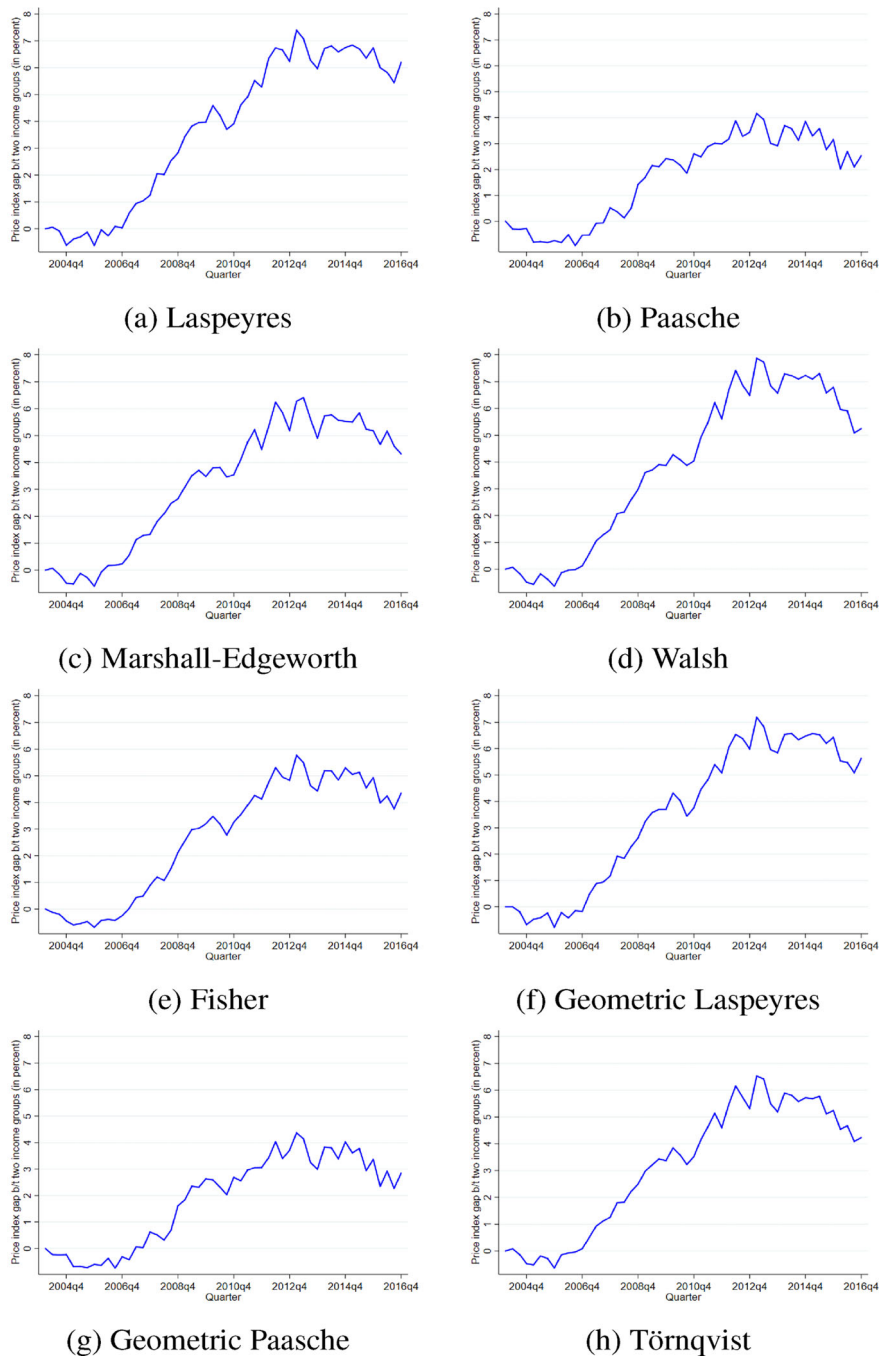 Price index gap b/t two income groups (in percent)
0 1 2 3 4 5 6 7 8
2004q4 2006q4 2008q4 2010q4 2012q4 2014q4 2016q4
Quarter
(a) Laspeyres
Price index gap b/t two income groups (in percent)
0 1 2 3 4 5 6 7 8
2004q4 2006q4 2008q4 2010q4 2012q4 2014q4 2016q4
Quarter
(b) Paasche
Price index gap b/t two income groups (in percent)
0 1 2 3 4 5 6 7 8
2004q4 2006q4 2008q4 2010q4 2012q4 2014q4 2016q4
Quarter
(c) Marshall-Edgeworth
Price index gap b/t two income groups (in percent)
0 1 2 3 4 5 6 7 8
2004q4 2006q4 2008q4 2010q4 2012q4 2014q4 2016q4
Quarter
(d) Walsh
Price index gap b/t two income groups (in percent)
0 1 2 3 4 5 6 7 8
2004q4 2006q4 2008q4 2010q4 2012q4 2014q4 2016q4
Quarter
(e) Fisher
Price index gap b/t two income groups (in percent)
0 1 2 3 4 5 6 7 8
2004q4 2006q4 2008q4 2010q4 2012q4 2014q4 2016q4
Quarter
(f) Geometric Laspeyres
Price index gap b/t two income groups (in percent)
0 1 2 3 4 5 6 7 8
2004q4 2006q4 2008q4 2010q4 2012q4 2014q4 2016q4
Quarter
(g) Geometric Paasche
Price index gap b/t two income groups (in percent)
0 1 2 3 4 5 6 7 8
2004q4 2006q4 2008q4 2010q4 2012q4 2014q4 2016q4
Quarter
(h) Törnqvist